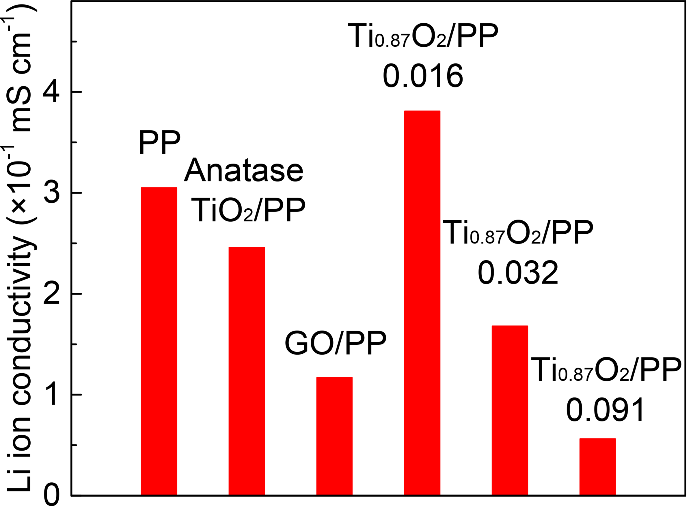 Li ion conductivity (×10⁻¹ mS cm⁻¹)
4
3
2
1
0
PP
Anatase
TiO₂/PP
GO/PP
Ti₀.₈₇O₂/PP
0.016
Ti₀.₈₇O₂/PP
0.032
Ti₀.₈₇O₂/PP
0.091